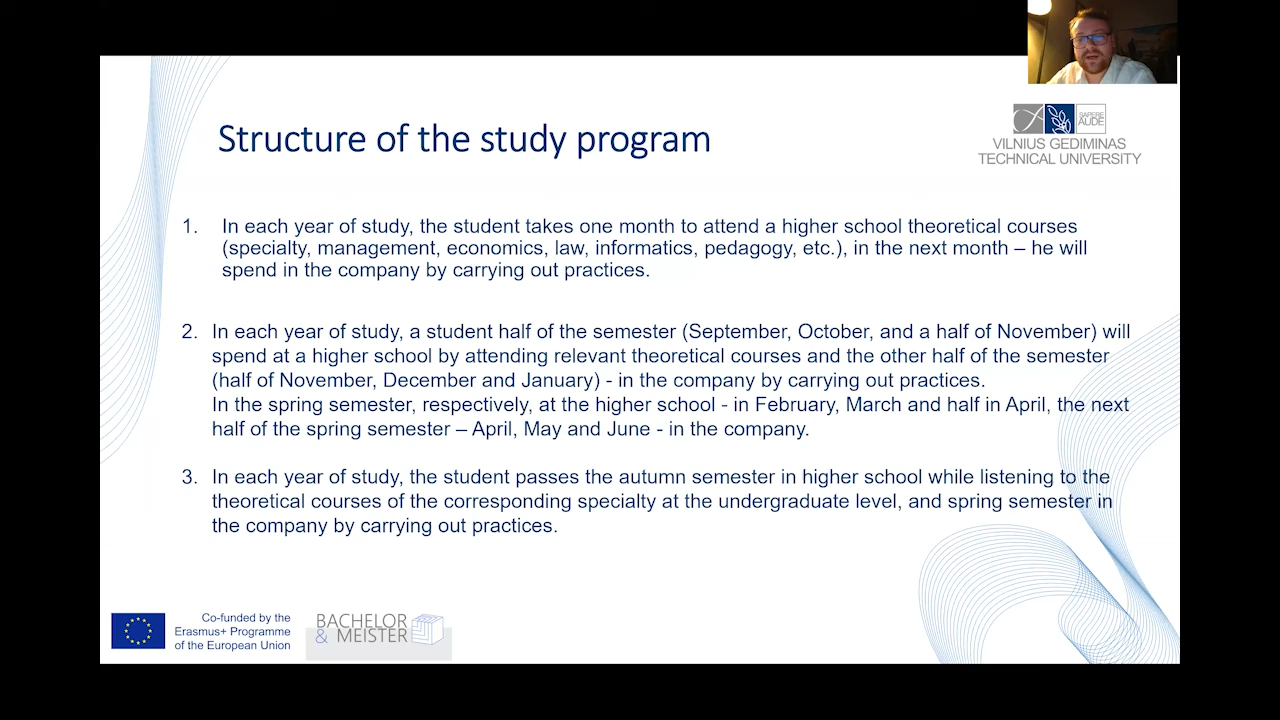 Structure of the study program
SAPERE
AUDE
VILNIUS GEDIMINAS
TECHNICAL UNIVERSITY
1. In each year of study, the student takes one month to attend a higher school theoretical courses
(specialty, management, economics, law, informatics, pedagogy, etc.), in the next month – he will
spend in the company by carrying out practices.
2. In each year of study, a student half of the semester (September, October, and a half of November) will
spend at a higher school by attending relevant theoretical courses and the other half of the semester
(half of November, December and January) - in the company by carrying out practices.
In the spring semester, respectively, at the higher school - in February, March and half in April, the next
half of the spring semester – April, May and June - in the company.
3. In each year of study, the student passes the autumn semester in higher school while listening to the
theoretical courses of the corresponding specialty at the undergraduate level, and spring semester in
the company by carrying out practices.
Co-funded by the
Erasmus+ Programme
of the European Union
BACHELOR
& MEISTER